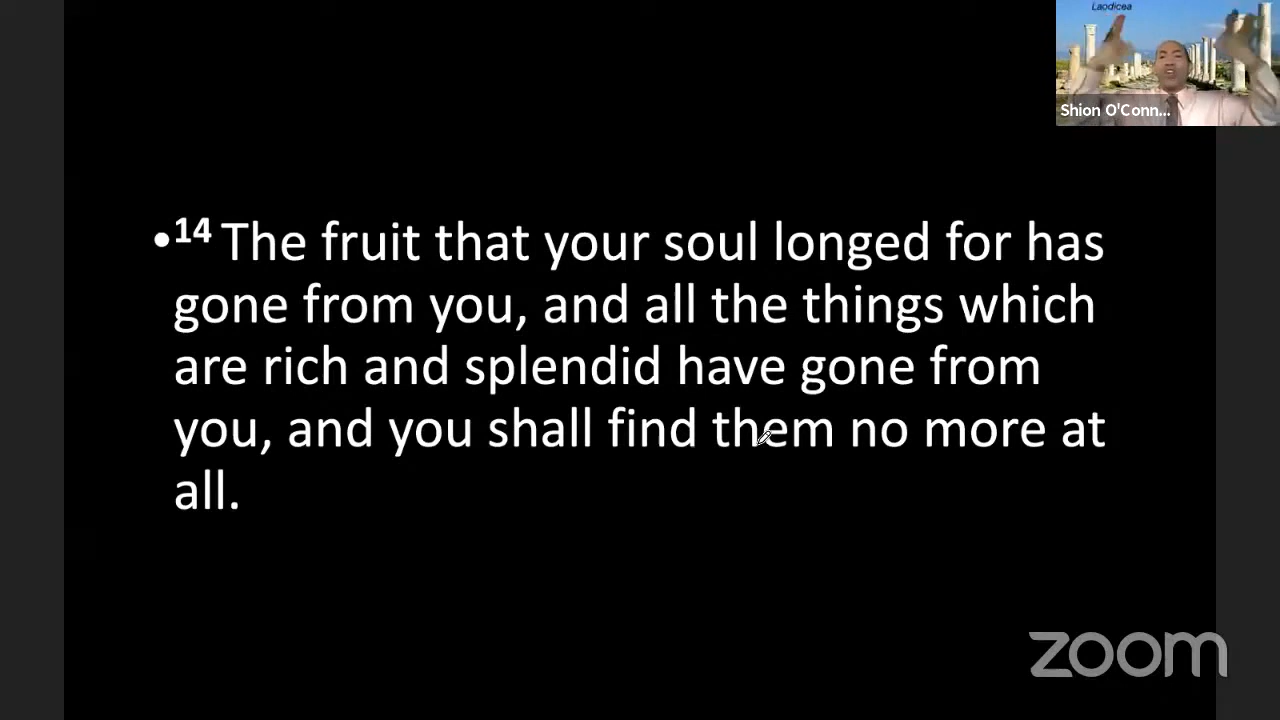 Laodicea
Shion O'Conn...
•14 The fruit that your soul longed for has
gone from you, and all the things which
are rich and splendid have gone from
you, and you shall find them no more at
all.
zoom